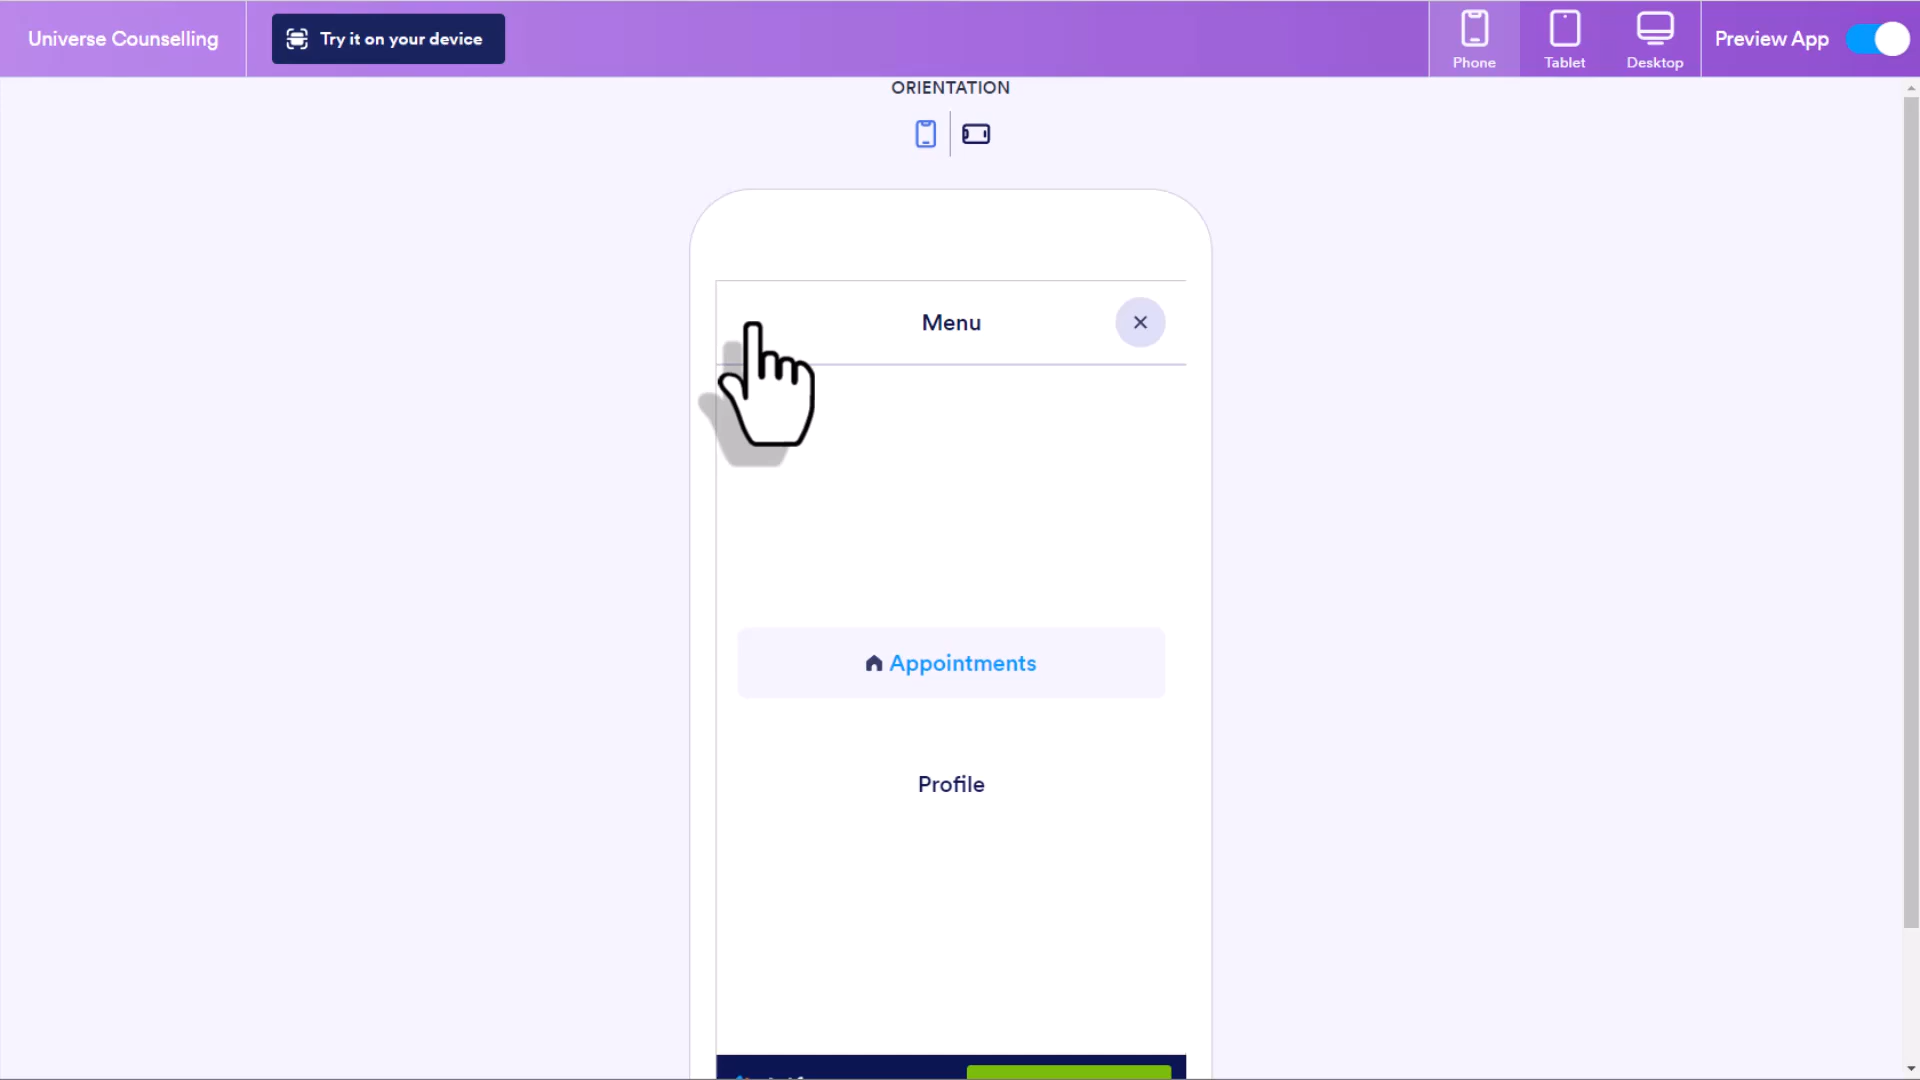 Universe Counselling
Try it on your device
Phone
Tablet
Desktop
Preview App
ORIENTATION
Menu
Appointments
Profile